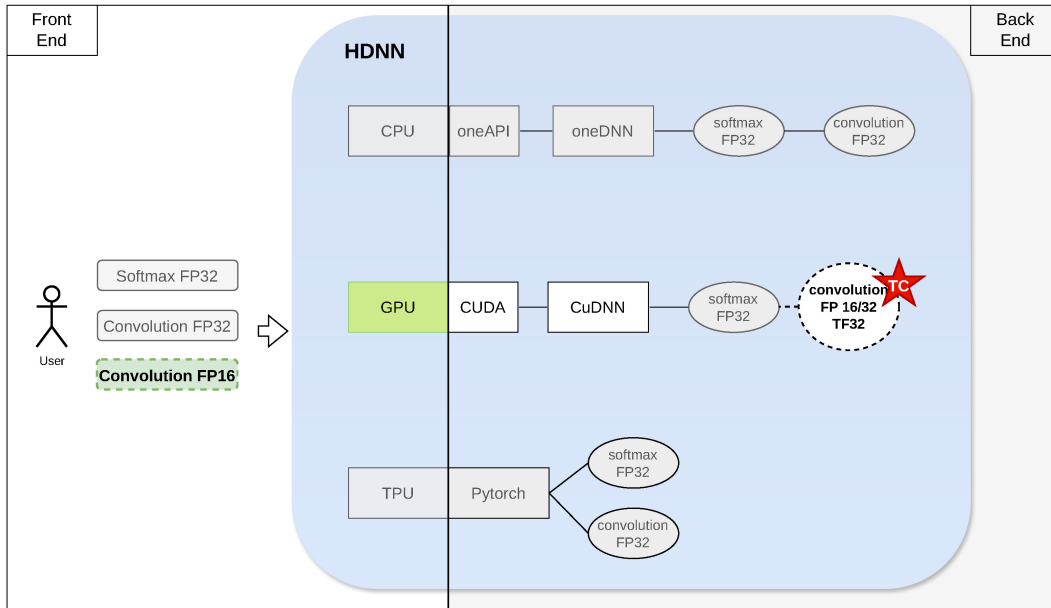 Front
End
Back
End
HDNN
CPU
oneAPI
oneDNN
softmax
FP32
convolution
FP32
User
Softmax FP32
Convolution FP32
Convolution FP16
GPU
CUDA
CuDNN
softmax
FP32
convolution
FP 16/32
TF32
TC
TPU
Pytorch
softmax
FP32
convolution
FP32